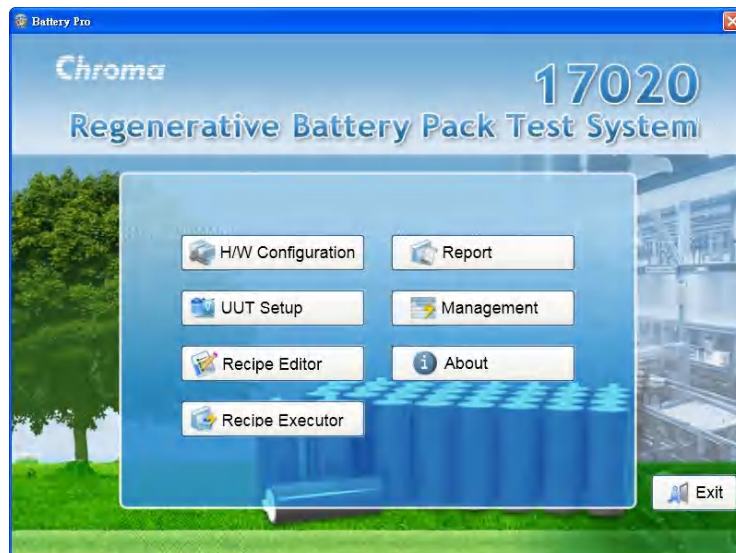 Battery Pro
Chroma
17020
Regenerative Battery Pack Test System
H/W Configuration
Report
UUT Setup
Management
Recipe Editor
About
Recipe Executor
Exit